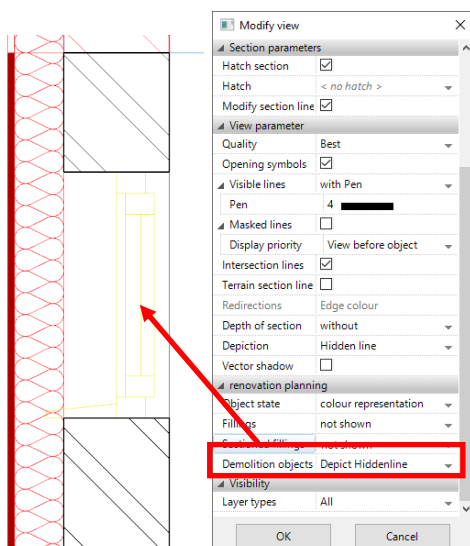 Modify view
Section parameters
Hatch section
Hatch < no hatch >
Modify section line
View parameter
Quality Best
Opening symbols
Visible lines with Pen
Pen 4
Masked lines
Display priority View before object
Intersection lines
Terrain section line
Redirections Edge colour
Depth of section without
Depiction Hidden line
Vector shadow
renovation planning
Object state colour representation
Fillings not shown
Sectioned fillings not shown
Demolition objects Depict Hiddenline
Visibility
Layer types All
OK Cancel